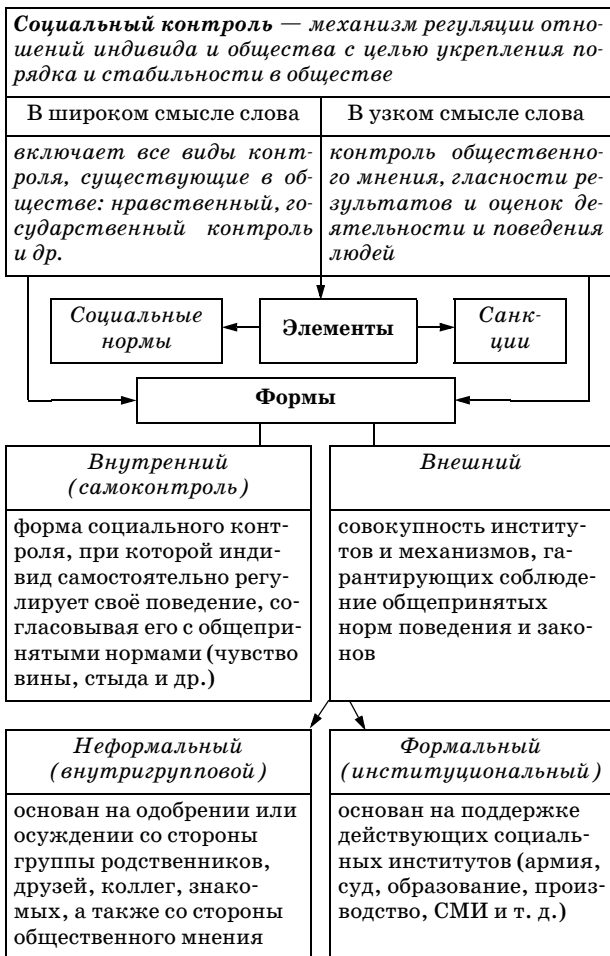 Социальный контроль — механизм регуляции отно-
шений индивида и общества с целью укрепления по-
рядка и стабильности в обществе
В широком смысле слова
включает все виды конт-
роля, существующие в об-
ществе: нравственный, го-
сударственный контроль
и др.
В узком смысле слова
контроль общественно-
го мнения, гласности ре-
зультатов и оценок де-
ятельности и поведения
людей
Социальные
нормы
Элементы
Санк-
ции
Формы
Внутренний
(самоконтроль)
форма социального конт-
роля, при которой инди-
вид самостоятельно регу-
лирует своё поведение, со-
гласовывая его с общепри-
нятыми нормами (чувство
вины, стыда и др.)
Внешний
совокупность институ-
тов и механизмов, га-
рантирующих соблюде-
ние общепринятых
норм поведения и зако-
нов
Неформальный
(внутригрупповой)
основан на одобрении или
осуждении со стороны
группы родственников,
друзей, коллег, знако-
мых, а также со стороны
общественного мнения
Формальный
(институциональный)
основан на поддержке
действующих социаль-
ных институтов (армия,
суд, образование, произ-
водство, СМИ и т. д.)